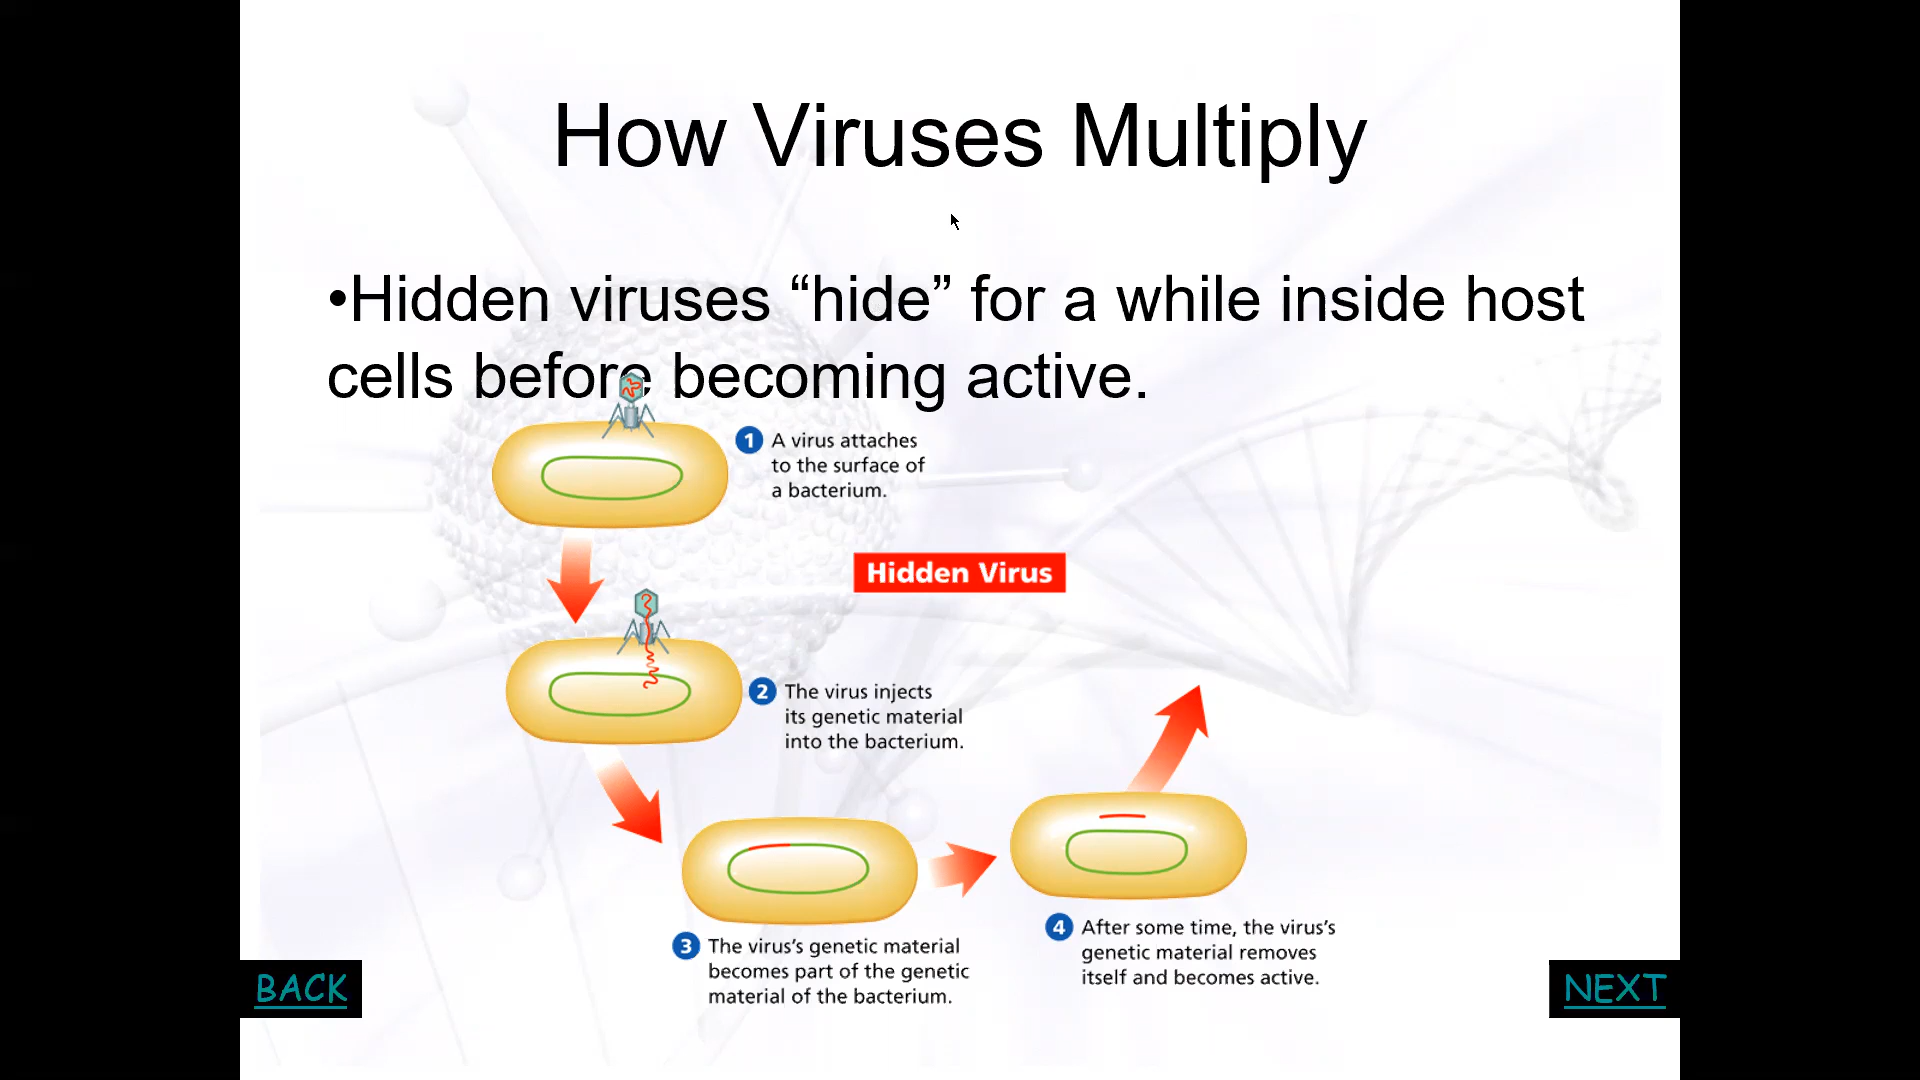 How Viruses Multiply
•Hidden viruses “hide” for a while inside host
cells before becoming active.
1 A virus attaches
to the surface of
a bacterium.
Hidden Virus
2 The virus injects
its genetic material
into the bacterium.
3 The virus’s genetic material
becomes part of the genetic
material of the bacterium.
4 After some time, the virus’s
genetic material removes
itself and becomes active.
BACK
NEXT